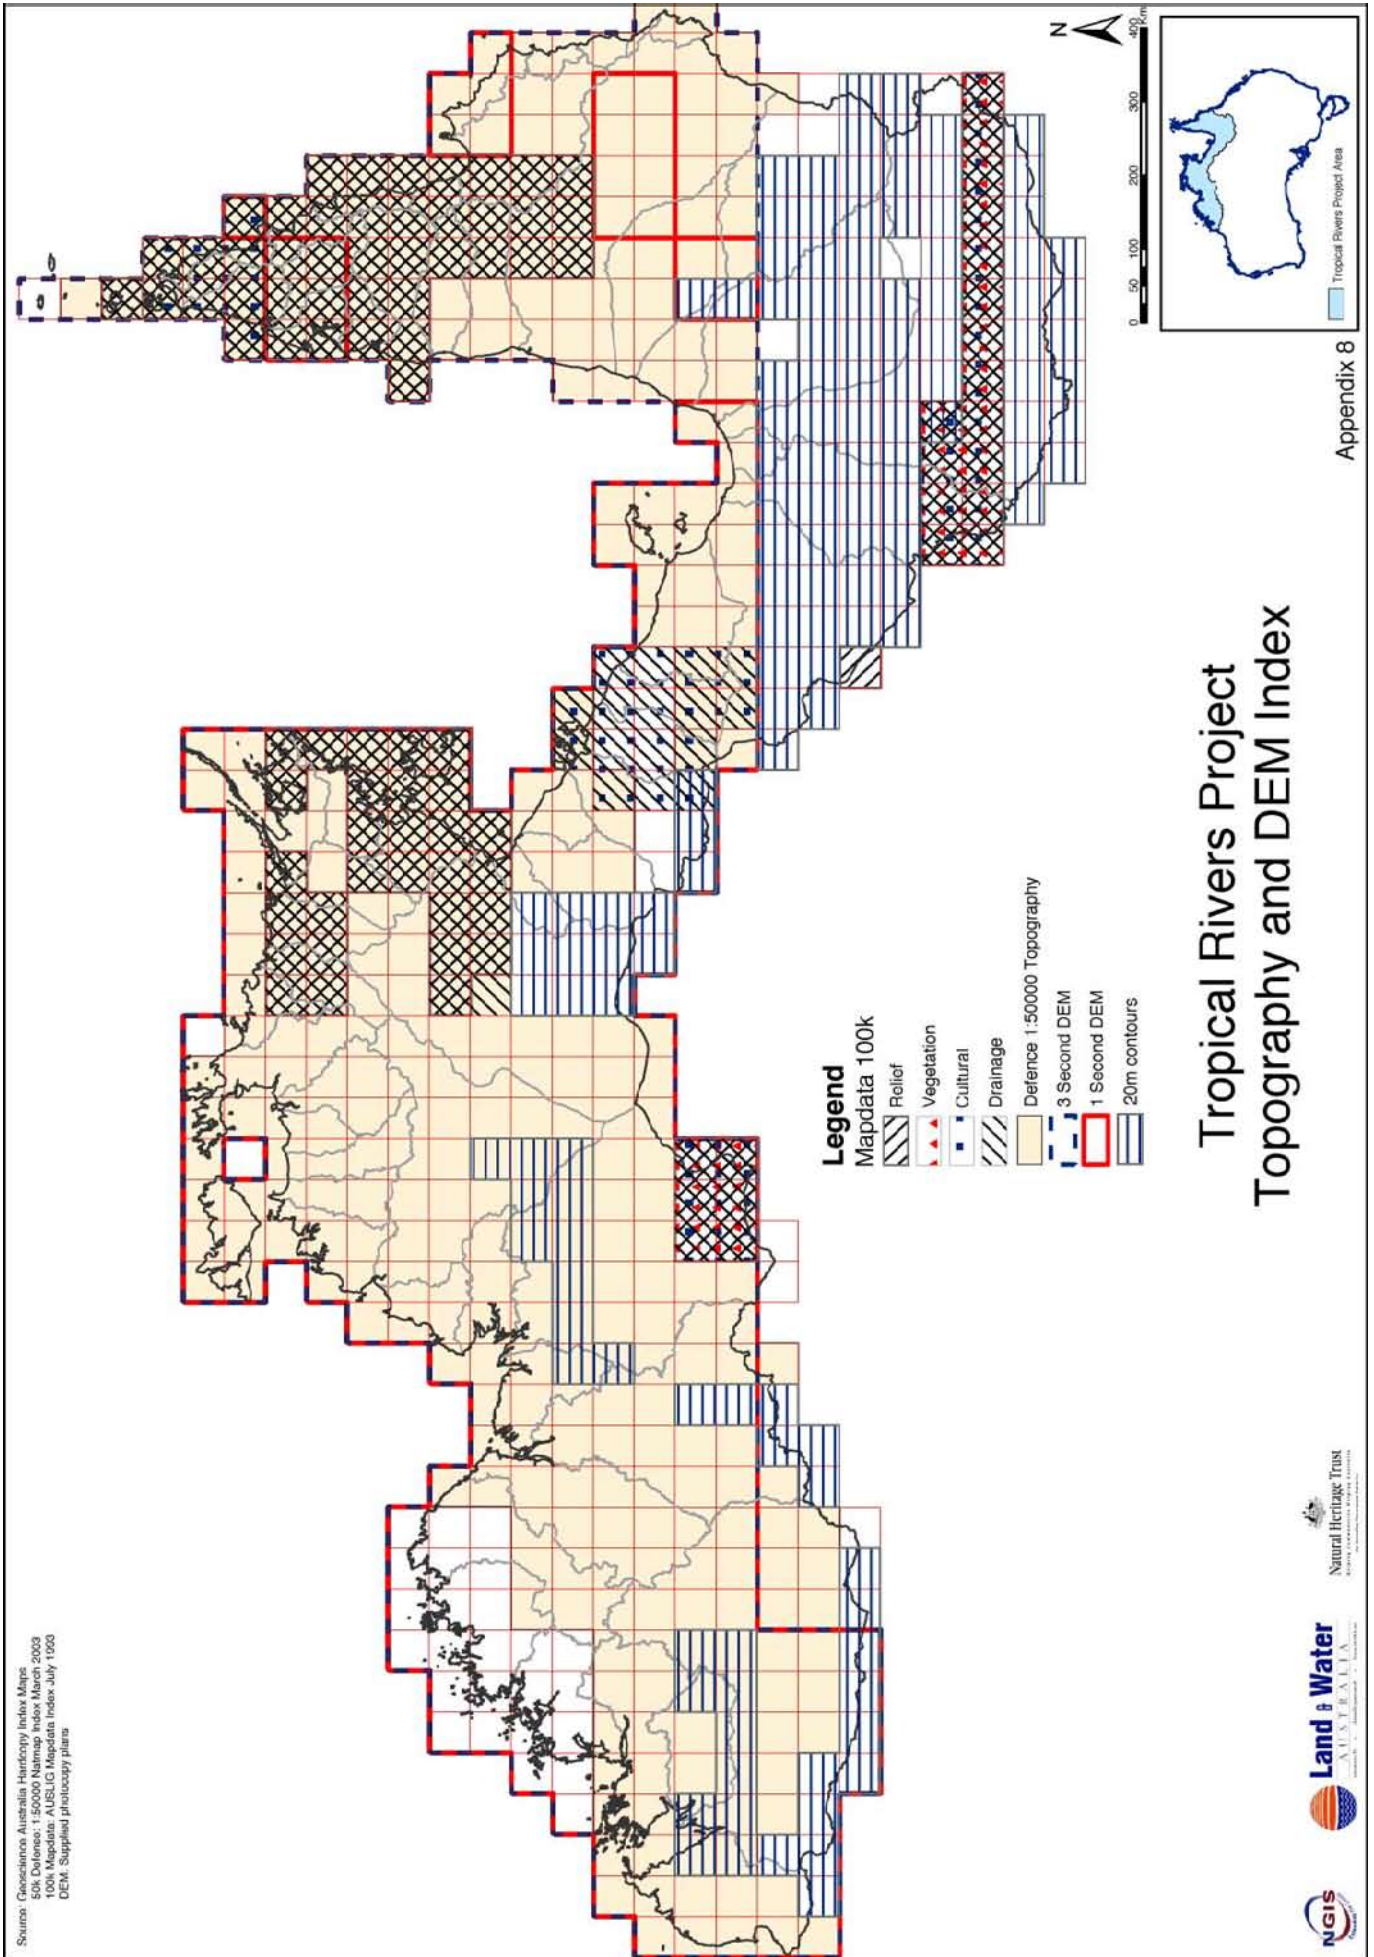 Source: Geoscience Australia Hardcopy Index Maps
50k Defence: 1:50000 Natmap Index March 2003
100k Mapdata: AUSLIG Mapdata Index July 1993
DEM: Supplied photocopy plans
N
0 50 100 200 300 400
Km
Tropical Rivers Project Area
Appendix 8
Legend
Mapdata 100k
Relief
Vegetation
Cultural
Drainage
Defence 1:50000 Topography
3 Second DEM
1 Second DEM
20m contours
Tropical Rivers Project
Topography and DEM Index
NGIS
Land & Water
AUSTRALIA
Natural Heritage Trust